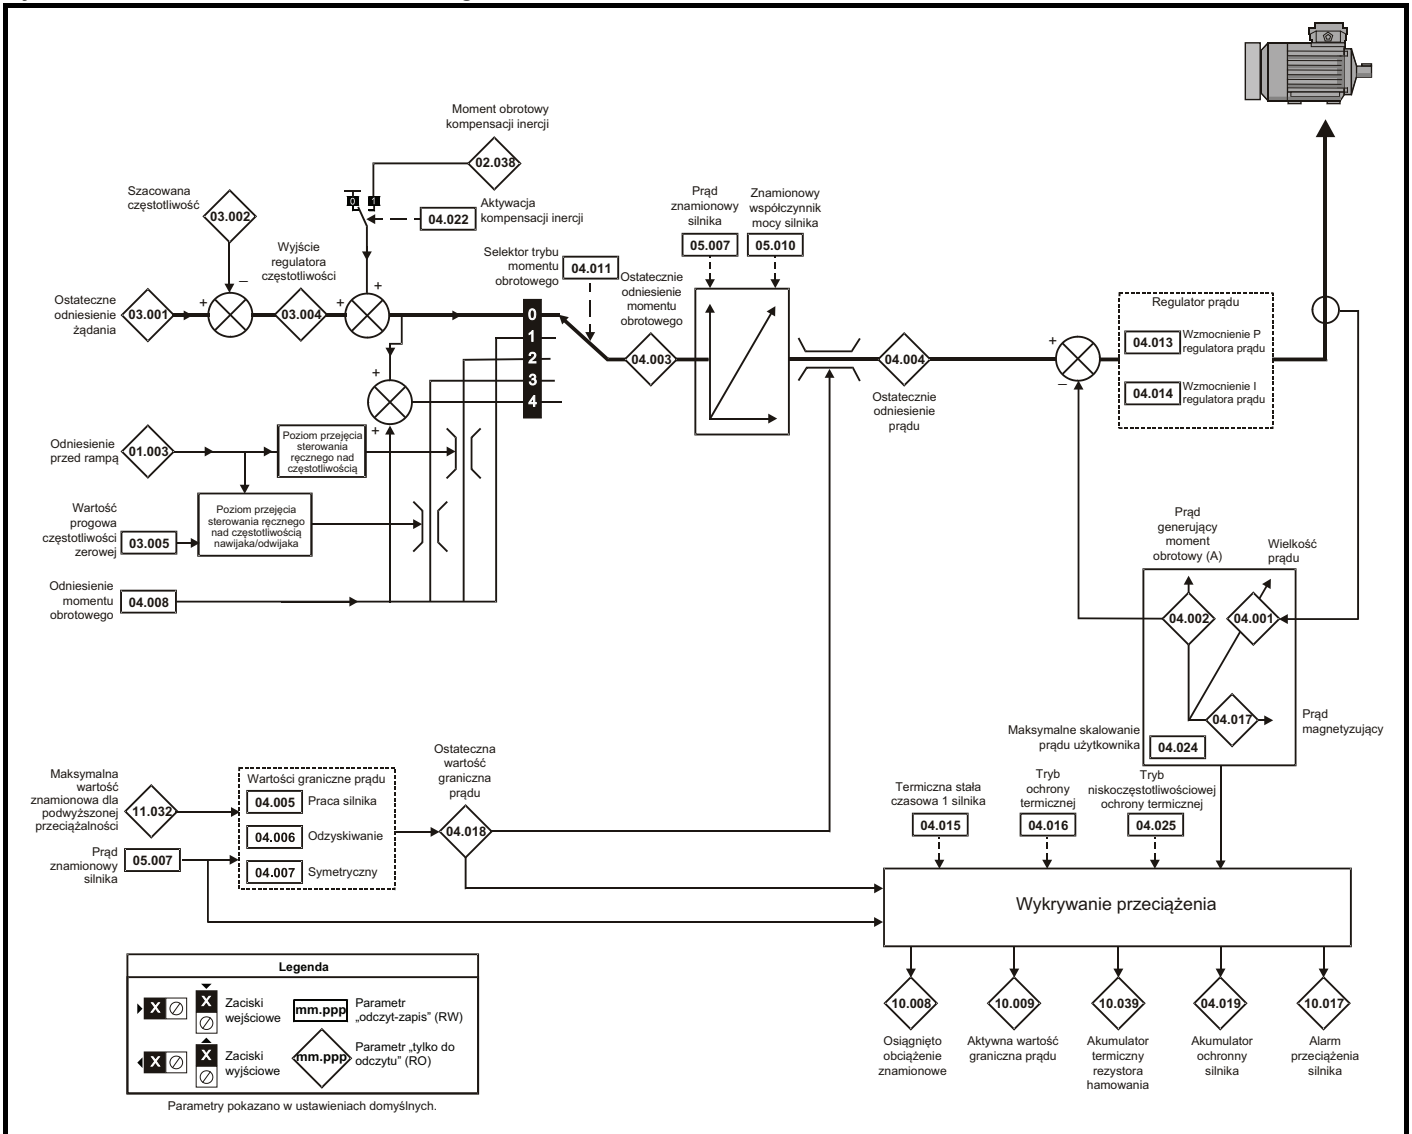 Moment obrotowy
kompensacji inercji
02.038
Szacowana
częstotliwość
03.002
0
1
04.022
Aktywacja
kompensacji inercji
Prąd
znamionowy
silnika
05.007
Znamionowy
współczynnik
mocy silnika
05.010
Wyjście
regulatora
częstotliwości
Selektor trybu
momentu
obrotowego
04.011
Ostatecznie
odniesienie
momentu
obrotowego
Ostateczne
odniesienie
żądania
03.001
+
–
03.004
+
+
0
1
2
3
4
04.003
04.004
Ostatecznie
odniesienie
prądu
+
–
Regulator prądu
04.013
Wzmocnienie P
regulatora prądu
04.014
Wzmocnienie I
regulatora prądu
+
+
Odniesienie
przed rampą
01.003
Poziom przejęcia
sterowania
ręcznego nad
częstotliwością
Wartość
progowa
częstotliwości
zerowej
03.005
Poziom przejęcia
sterowania ręcznego
nad częstotliwością
nawijaka/odwijaka
Odniesienie
momentu
obrotowego
04.008
Prąd
generujący
moment
obrotowy (A)
Wielkość
prądu
04.002
04.001
04.017
Prąd
magnetyzujący
Maksymalne skalowanie
prądu użytkownika
04.024
Maksymalna
wartość
znamionowa dla
podwyższonej
przeciążalności
11.032
Prąd
znamionowy
silnika
05.007
Wartości graniczne prądu
04.005
Praca silnika
04.006
Odzyskiwanie
04.007
Symetryczny
Ostateczna
wartość
graniczna
prądu
04.018
Termiczna stała
czasowa 1 silnika
04.015
Tryb
ochrony
termicznej
04.016
Tryb
niskoczęstotliwościowej
ochrony termicznej
04.025
Wykrywanie przeciążenia
10.008
Osiągnięto
obciążenie
znamionowe
10.009
Aktywna wartość
graniczna prądu
10.039
Akumulator
termiczny
rezystora
hamowania
04.019
Akumulator
ochronny
silnika
10.017
Alarm
przeciążenia
silnika
Legenda
X
X
Zaciski
wejściowe
mm.ppp
Parametr
„odczyt-zapis” (RW)
X
X
Zaciski
wyjściowe
mm.ppp
Parametr „tylko do
odczytu” (RO)
Parametry pokazano w ustawieniach domyślnych.